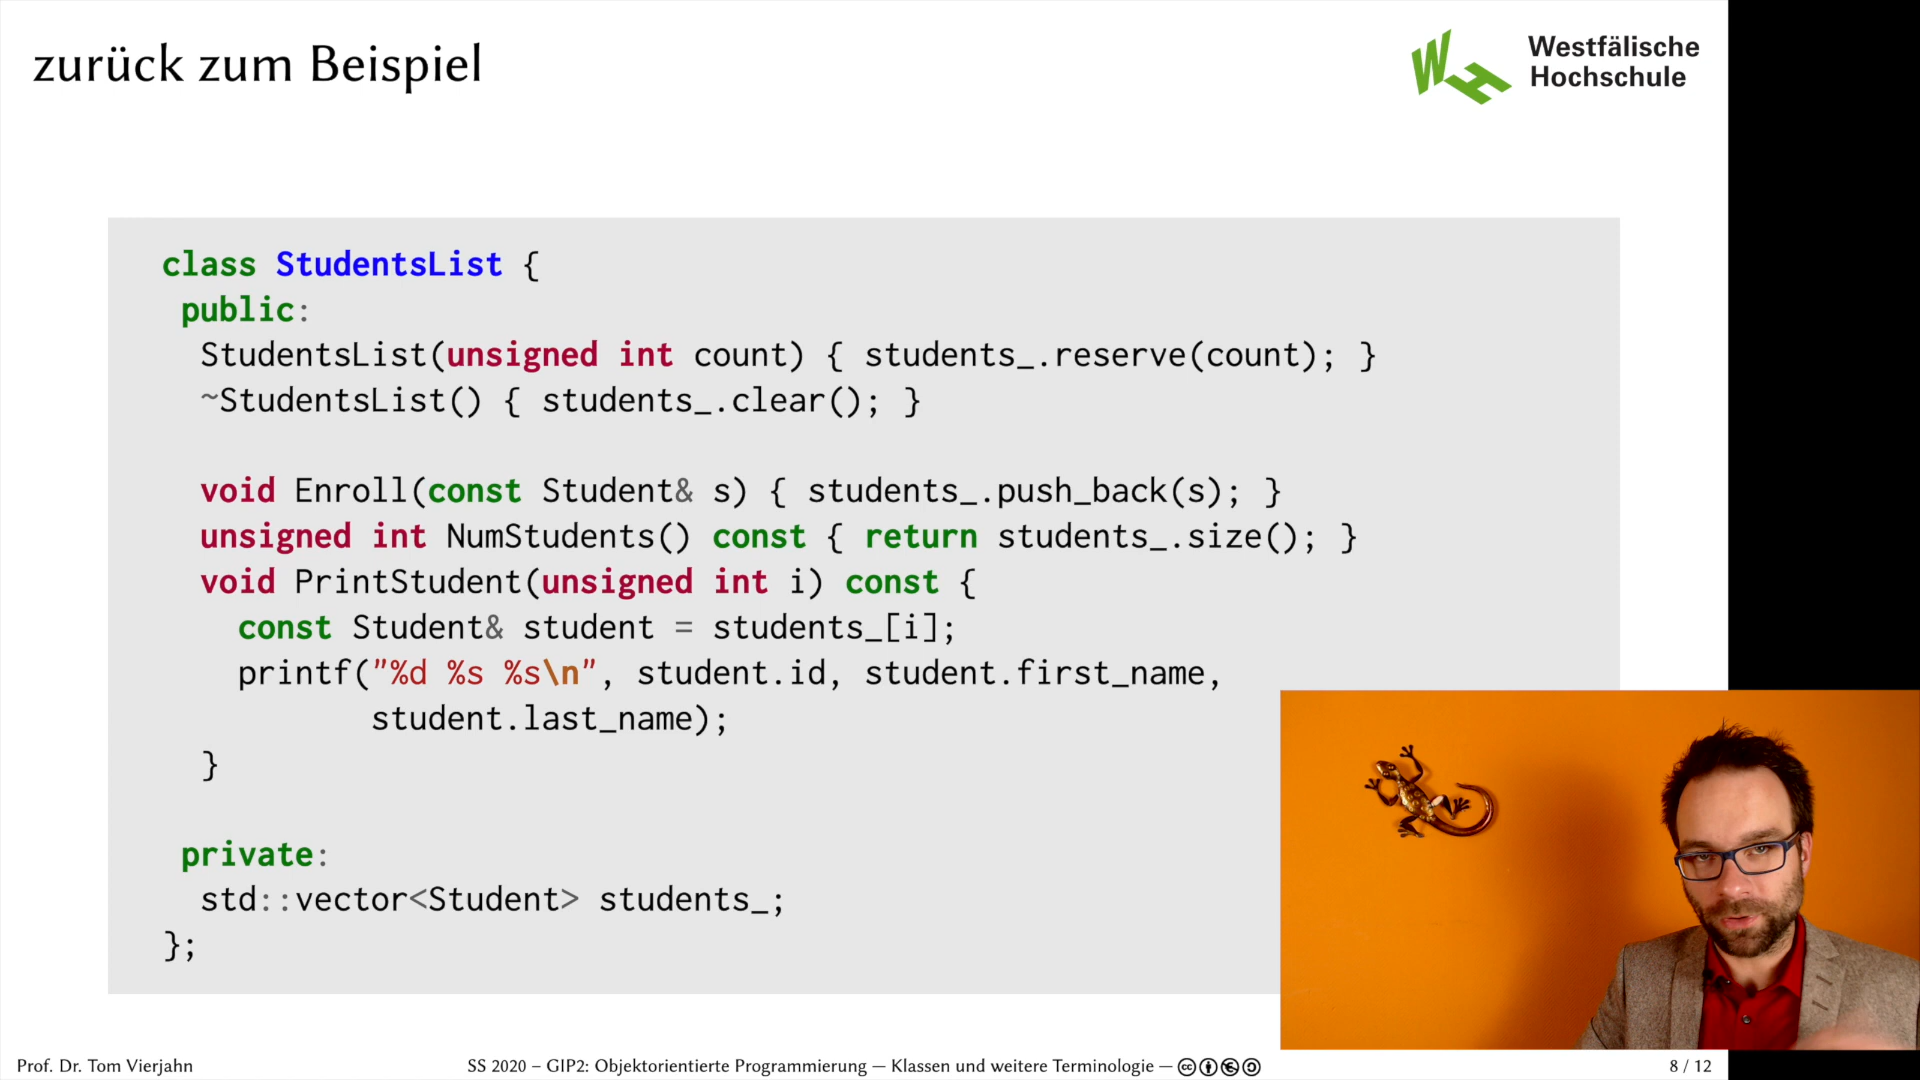 zurück zum Beispiel
Westfälische
Hochschule
class StudentsList {
public:
StudentsList(unsigned int count) { students_.reserve(count); }
~StudentsList() { students_.clear(); }
void Enroll(const Student& s) { students_.push_back(s); }
unsigned int NumStudents() const { return students_.size(); }
void PrintStudent(unsigned int i) const {
const Student& student = students_[i];
printf("%d %s %s\n", student.id, student.first_name,
student.last_name);
}
private:
std::vector<Student> students_;
};
Prof. Dr. Tom Vierjahn
SS 2020 – GIP2: Objektorientierte Programmierung — Klassen und weitere Terminologie —
8 / 12